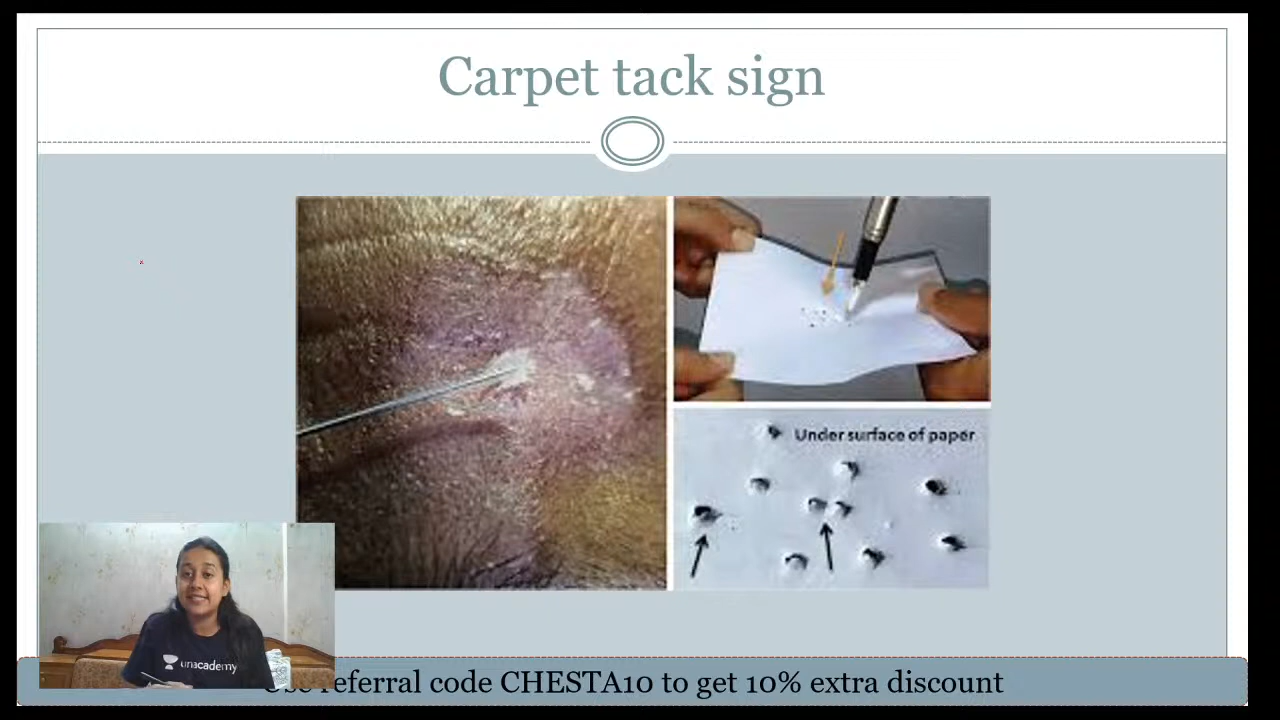 Carpet tack sign
Under surface of paper
unacademy
Use referral code CHESTA10 to get 10% extra discount